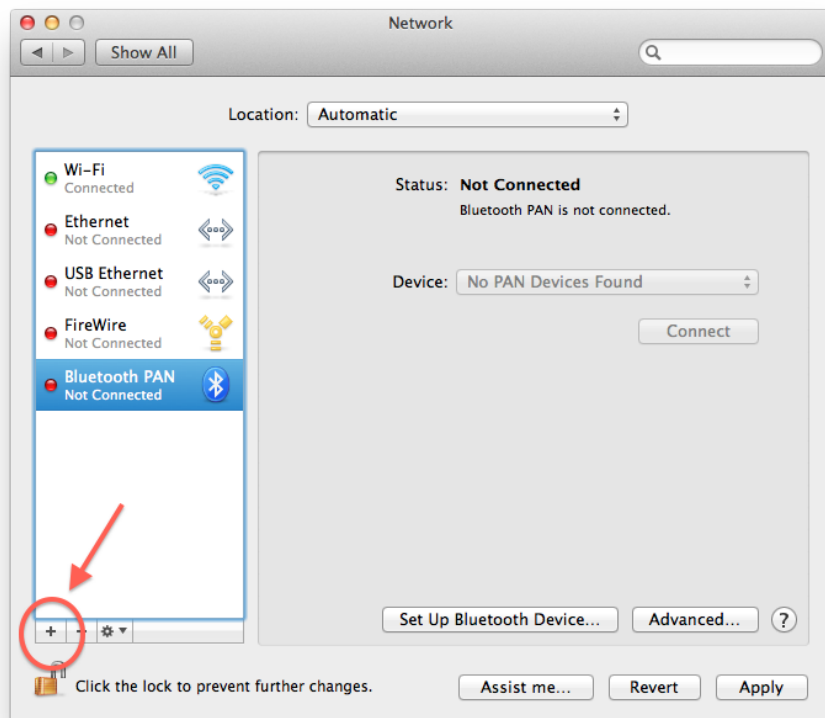 Network
Show All
Location: Automatic
Wi-Fi
Connected
Ethernet
Not Connected
USB Ethernet
Not Connected
FireWire
Not Connected
Bluetooth PAN
Not Connected
Status: Not Connected
Bluetooth PAN is not connected.
Device: No PAN Devices Found
Connect
Set Up Bluetooth Device... Advanced... ?
+ -
Click the lock to prevent further changes.
Assist me... Revert Apply